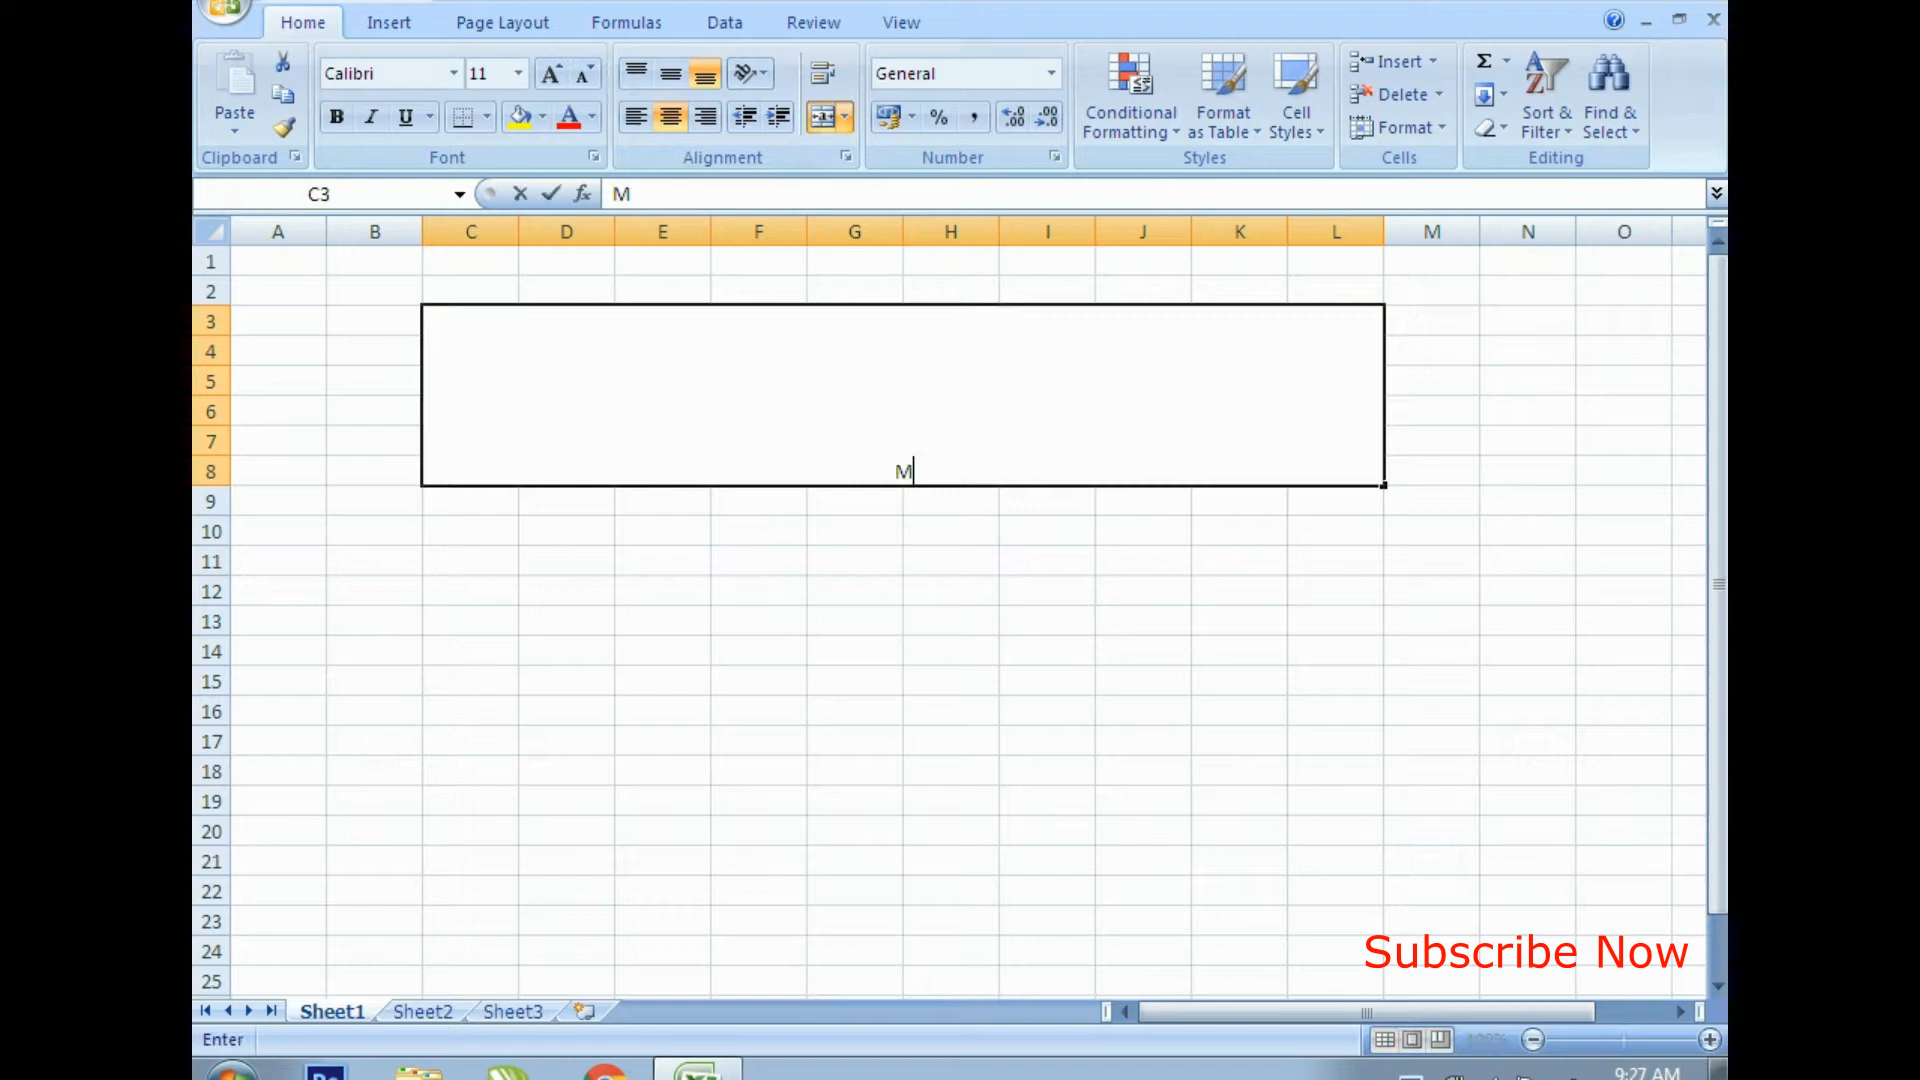 Home Insert Page Layout Formulas Data Review View
Calibri 11 General
Paste B I U % , Conditional Formatting Format as Table Cell Styles Insert Delete Format Σ Sort & Filter Find & Select
Clipboard Font Alignment Number Styles Cells Editing
C3 fx M
A B C D E F G H I J K L M N O
1
2
3
4
5
6
7
8 M
9
10
11
12
13
14
15
16
17
18
19
20
21
22
23
24
25
Subscribe Now
Sheet1 Sheet2 Sheet3
Enter 100%
9:27 AM